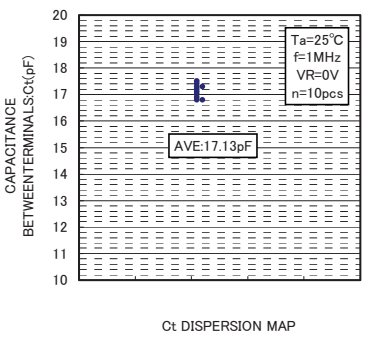 CAPACITANCE
BETWEENTERMINALS:Ct(pF)
20
19
18
17
16
15
14
13
12
11
10
Ta=25℃
f=1MHz
VR=0V
n=10pcs
AVE:17.13pF
Ct DISPERSION MAP